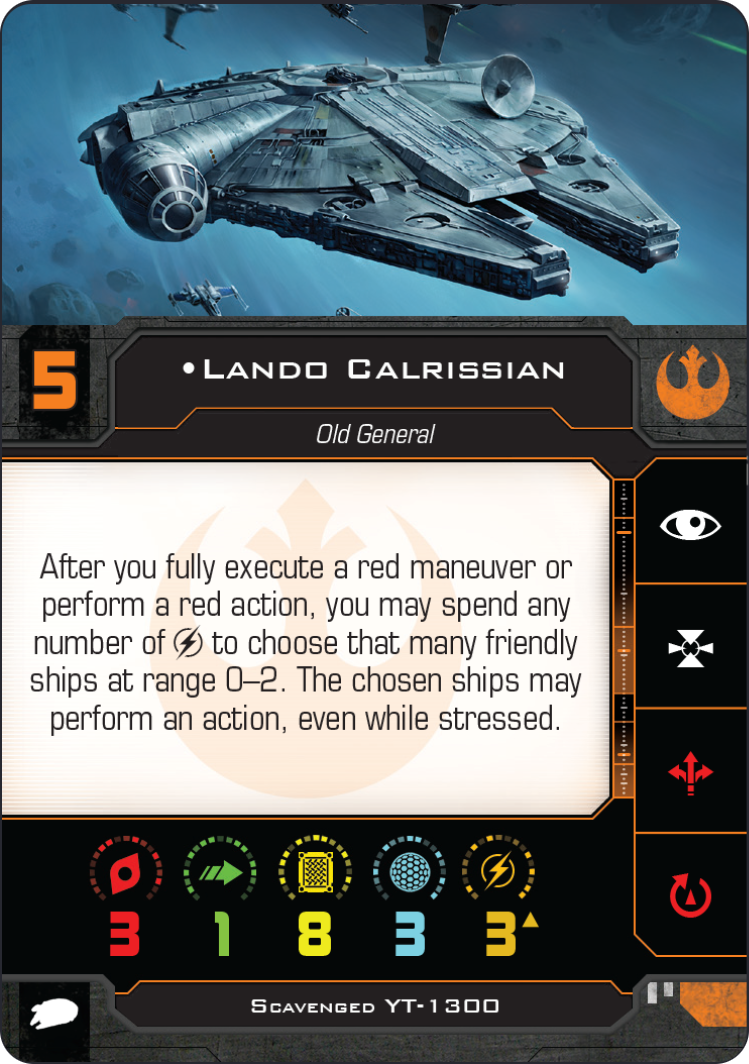 5
•Lando Calrissian
Old General
After you fully execute a red maneuver or
perform a red action, you may spend any
number of to choose that many friendly
ships at range 0–2. The chosen ships may
perform an action, even while stressed.
3 1 8 3 3
Scavenged YT-1300